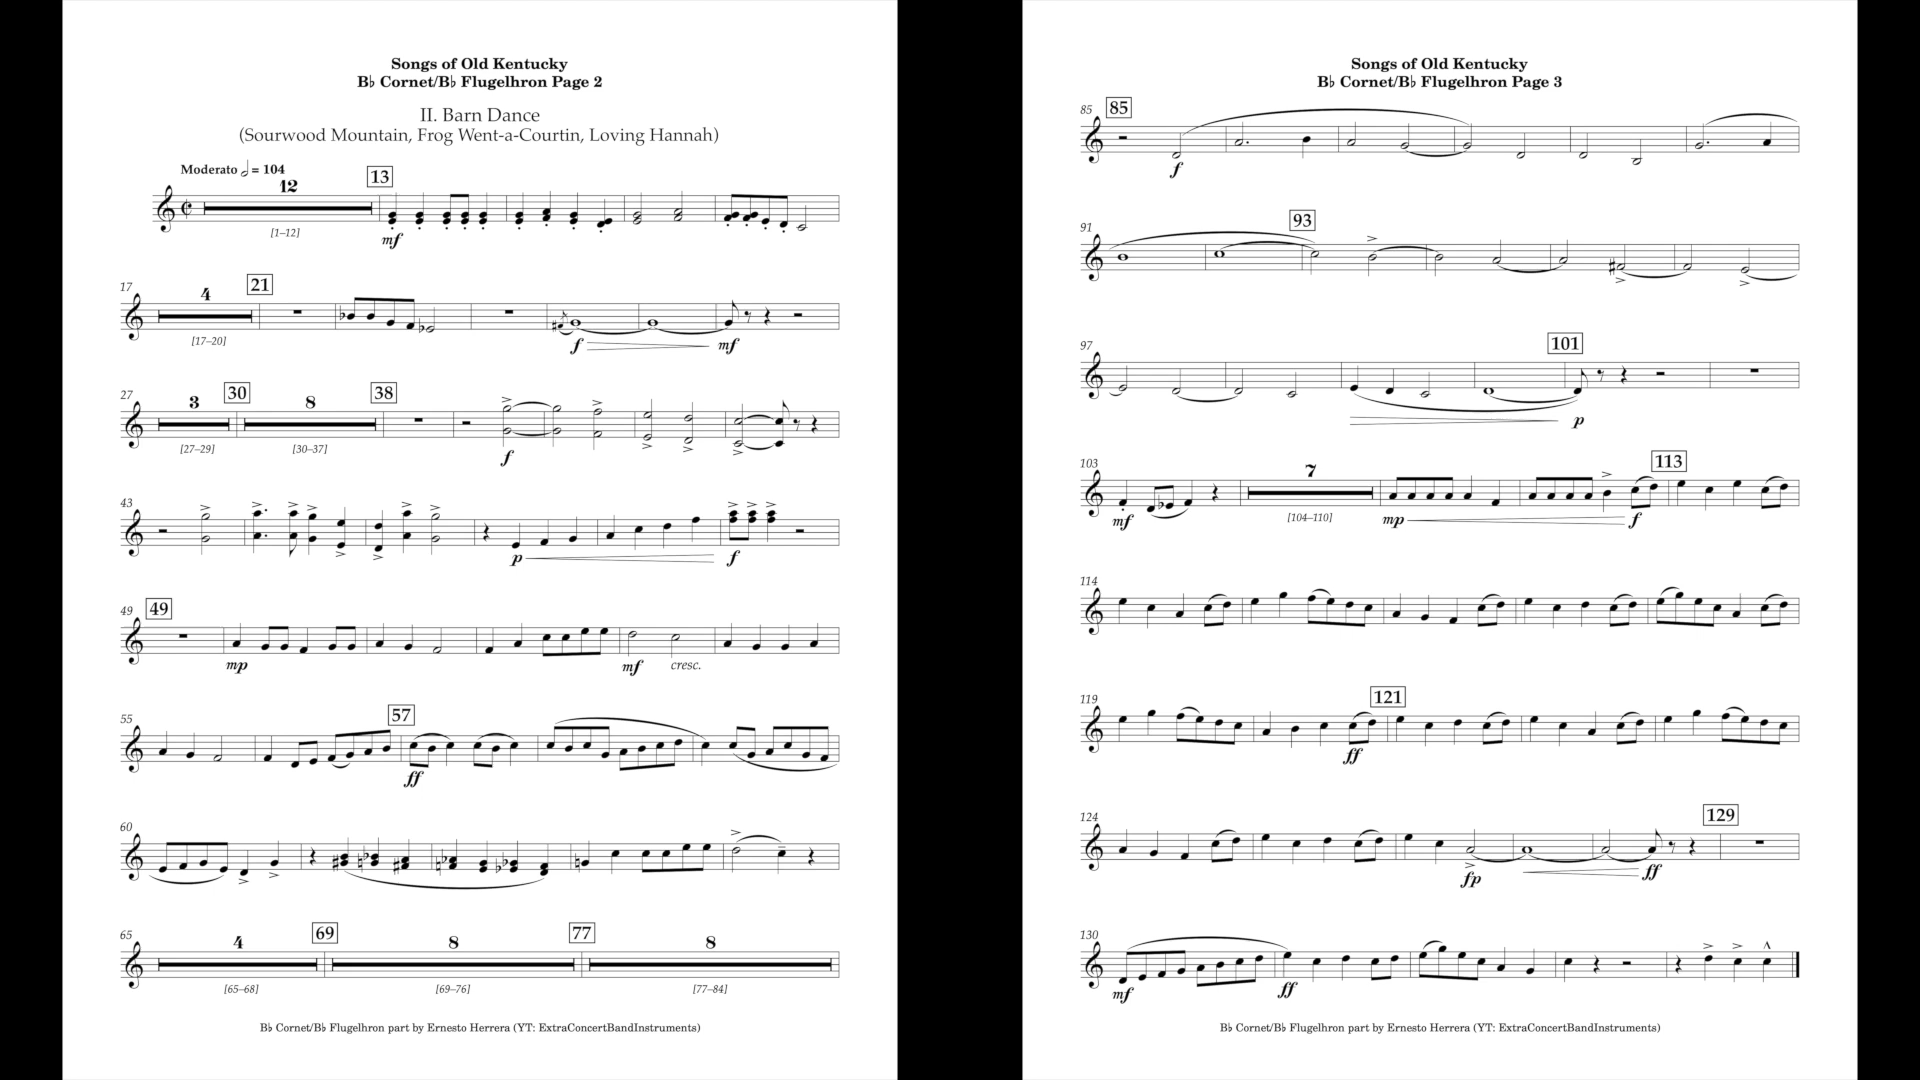 Songs of Old Kentucky
B♭ Cornet/B♭ Flugelhron Page 2
II. Barn Dance
(Sourwood Mountain, Frog Went-a-Courtin, Loving Hannah)
Moderato 𝅗𝅥 = 104
12 13
[1–12] mf
17 4 21
[17–20] f mf
27 3 30 8 38
[27–29] [30–37] f
43
p f
49 49
mp mf cresc.
55 57
ff
60
65 4 69 8 77 8
[65–68] [69–76] [77–84]
B♭ Cornet/B♭ Flugelhron part by Ernesto Herrera (YT: ExtraConcertBandInstruments)
Songs of Old Kentucky
B♭ Cornet/B♭ Flugelhron Page 3
85 85
f
91 93
97 101
p
103 7 113
mf [104–110] mp f
114
119 121
ff
124 129
fp ff
130
mf ff
B♭ Cornet/B♭ Flugelhron part by Ernesto Herrera (YT: ExtraConcertBandInstruments)